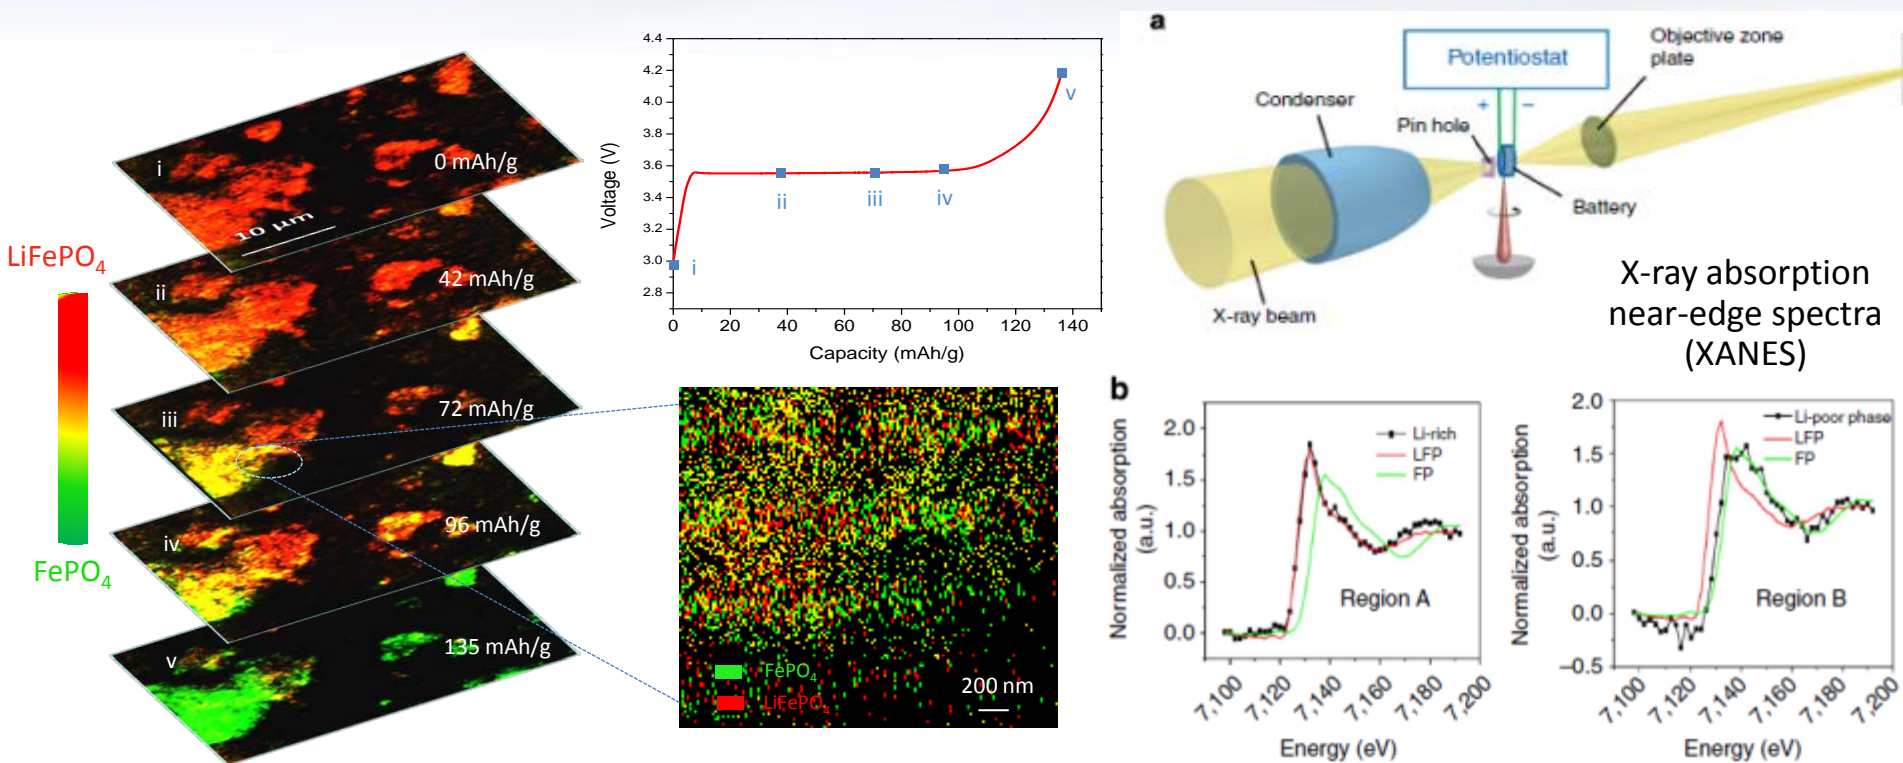 LiFePO4
FePO4
i
0 mAh/g
10 μm
ii
42 mAh/g
iii
72 mAh/g
iv
96 mAh/g
v
135 mAh/g
Voltage (V)
4.4
4.2
4.0
3.8
3.6
3.4
3.2
3.0
2.8
i
ii
iii
iv
v
0
20
40
60
80
100
120
140
Capacity (mAh/g)
FePO4
LiFePO4
200 nm
a
Potentiostat
+
−
Objective zone
plate
Condenser
Pin hole
Battery
X-ray beam
X-ray absorption
near-edge spectra
(XANES)
b
Normalized absorption
(a.u.)
2.0
1.5
1.0
0.5
0.0
Li-rich
LFP
FP
Region A
7,100
7,120
7,140
7,160
7,180
7,200
Energy (eV)
Normalized absorption
(a.u.)
2.0
1.5
1.0
0.5
0.0
−0.5
Li-poor phase
LFP
FP
Region B
7,100
7,120
7,140
7,160
7,180
7,200
Energy (eV)